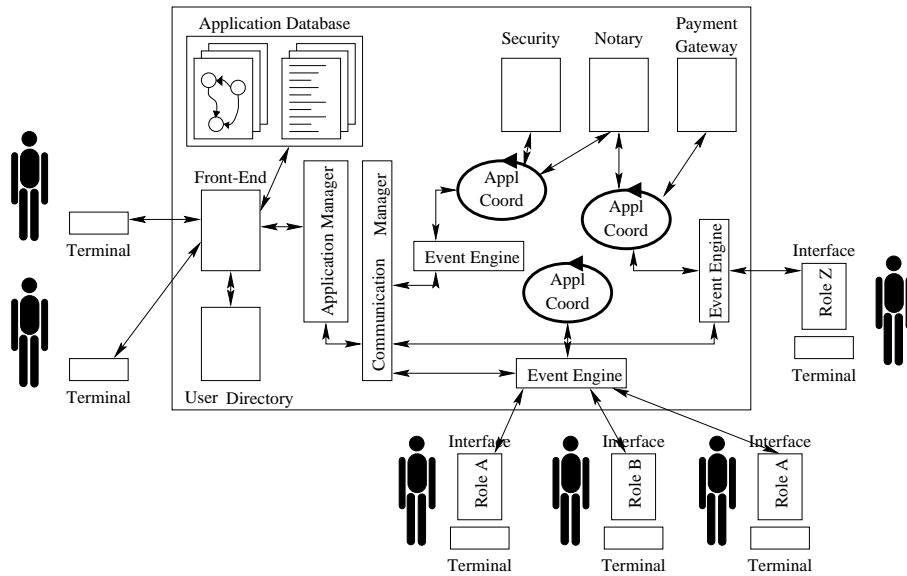 Application Database
Security
Notary
Payment
Gateway
Front-End
Application Manager
Communication Manager
Appl
Coord
Appl
Coord
Event Engine
Appl
Coord
Event Engine
Interface
Role Z
Terminal
Terminal
Terminal
Terminal
User Directory
Event Engine
Interface
Role A
Terminal
Interface
Role B
Terminal
Interface
Role A
Terminal